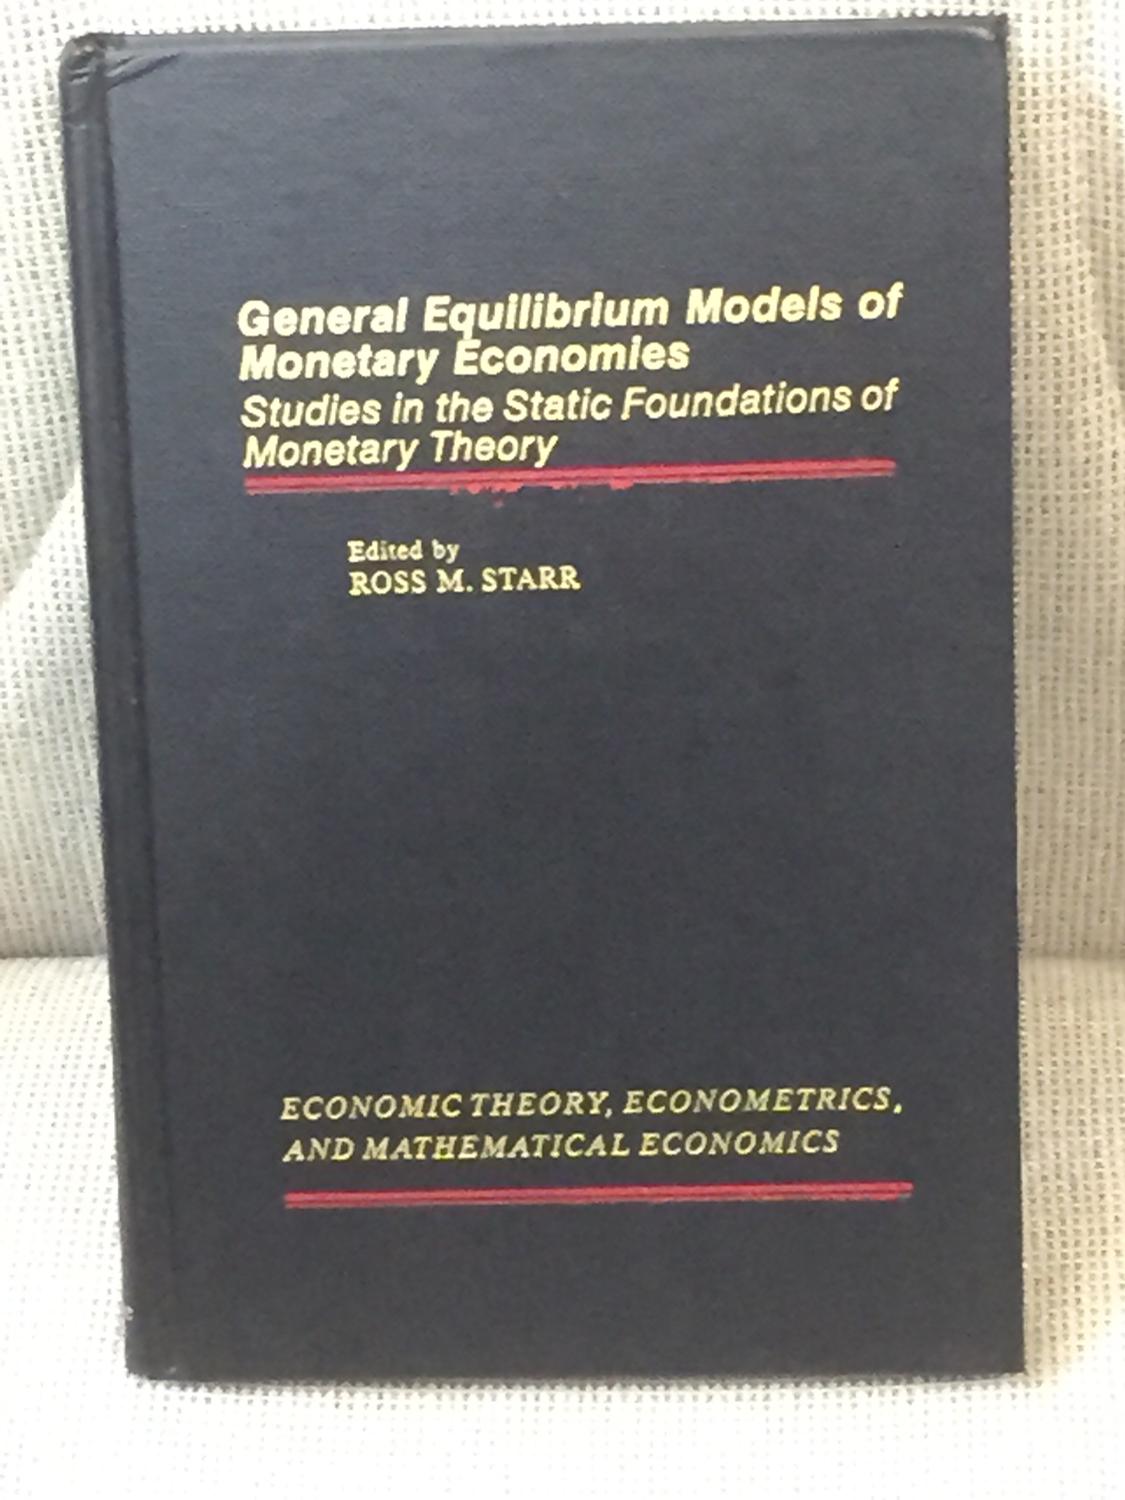 General Equilibrium Models of
Monetary Economies
Studies in the Static Foundations of
Monetary Theory
Edited by
ROSS M. STARR
ECONOMIC THEORY, ECONOMETRICS,
AND MATHEMATICAL ECONOMICS